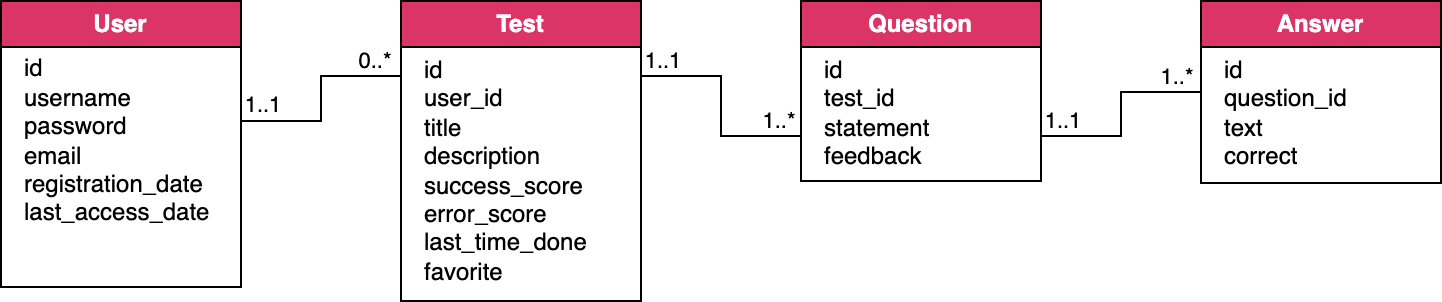 User
id
username
password
email
registration_date
last_access_date
1..1
0..*
Test
id
user_id
title
description
success_score
error_score
last_time_done
favorite
1..1
1..*
Question
id
test_id
statement
feedback
1..1
1..*
Answer
id
question_id
text
correct